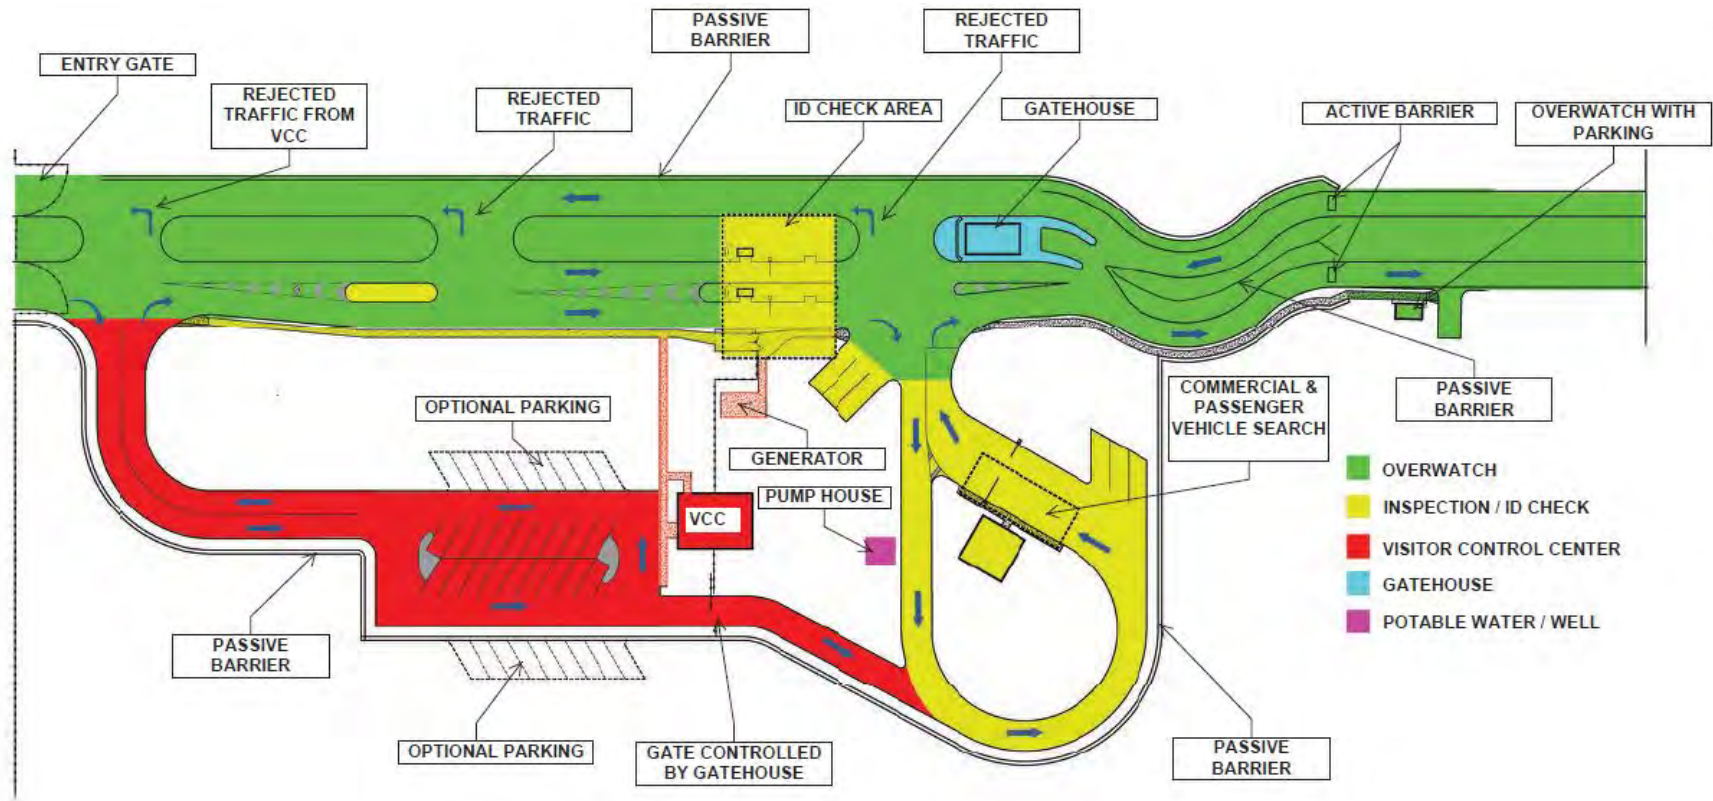 PASSIVE
BARRIER
REJECTED
TRAFFIC
ENTRY GATE
REJECTED
TRAFFIC FROM
VCC
REJECTED
TRAFFIC
ID CHECK AREA
GATEHOUSE
ACTIVE BARRIER
OVERWATCH WITH
PARKING
OPTIONAL PARKING
GENERATOR
PUMP HOUSE
VCC
COMMERCIAL &
PASSENGER
VEHICLE SEARCH
PASSIVE
BARRIER
OVERWATCH
INSPECTION / ID CHECK
VISITOR CONTROL CENTER
GATEHOUSE
POTABLE WATER / WELL
PASSIVE
BARRIER
OPTIONAL PARKING
GATE CONTROLLED
BY GATEHOUSE
PASSIVE
BARRIER